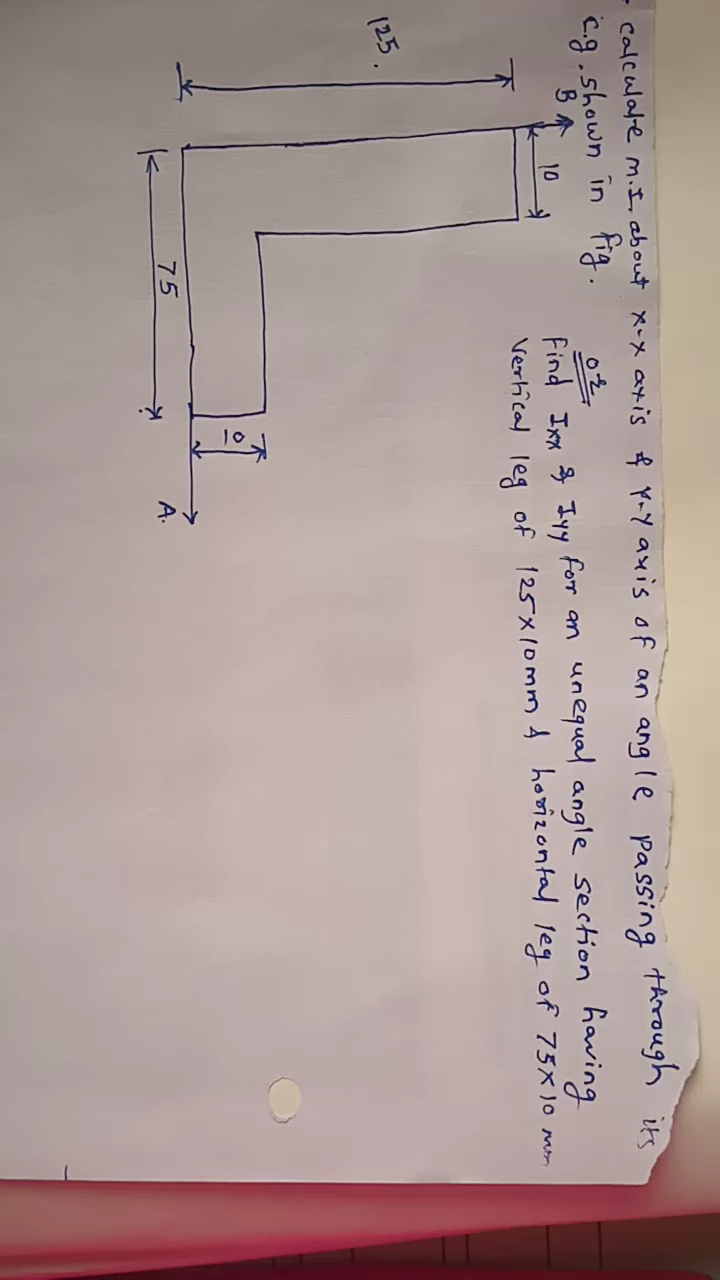 calculate M.I. about x-x axis & Y-Y axis of an angle passing through its
c.g. shown in fig.
or
Find Ixx & Iyy for an unequal angle section having
vertical leg of 125 x 10mm & horizontal leg of 75 x 10 mm
B
10
125.
10
75
A.